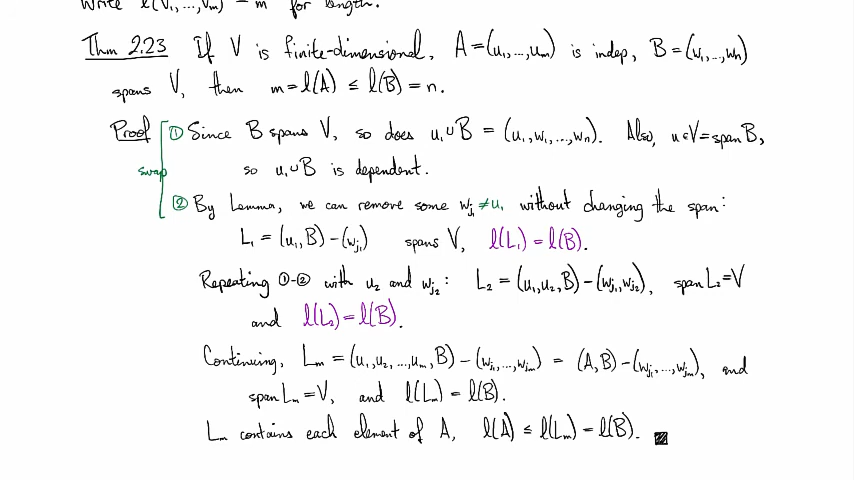 Write l(v₁,...,vₘ) = m for length.
Thm 2.23 If V is finite-dimensional, A=(u₁,...,uₘ) is indep, B=(w₁,...,wₙ)
spans V, then m=l(A) ≤ l(B)=n.
Proof ① Since B spans V, so does u₁∪B = (u₁,w₁,...,wₙ). Also, u∈V=span B,
swap so u₁∪B is dependent.
② By Lemma, we can remove some wⱼ₁≠u₁ without changing the span:
L₁ = (u₁,B)-(wⱼ₁) spans V, l(L₁)=l(B).
Repeating ①-② with u₂ and wⱼ₂: L₂ = (u₁,u₂,B)-(wⱼ₁,wⱼ₂), span L₂=V
and l(L₂)=l(B).
Continuing, Lₘ = (u₁,u₂,...,uₘ,B)-(wⱼ₁,...,wⱼₘ) = (A,B)-(wⱼ₁,...,wⱼₘ), and
span Lₘ=V, and l(Lₘ) = l(B).
Lₘ contains each element of A, l(A) ≤ l(Lₘ) = l(B).